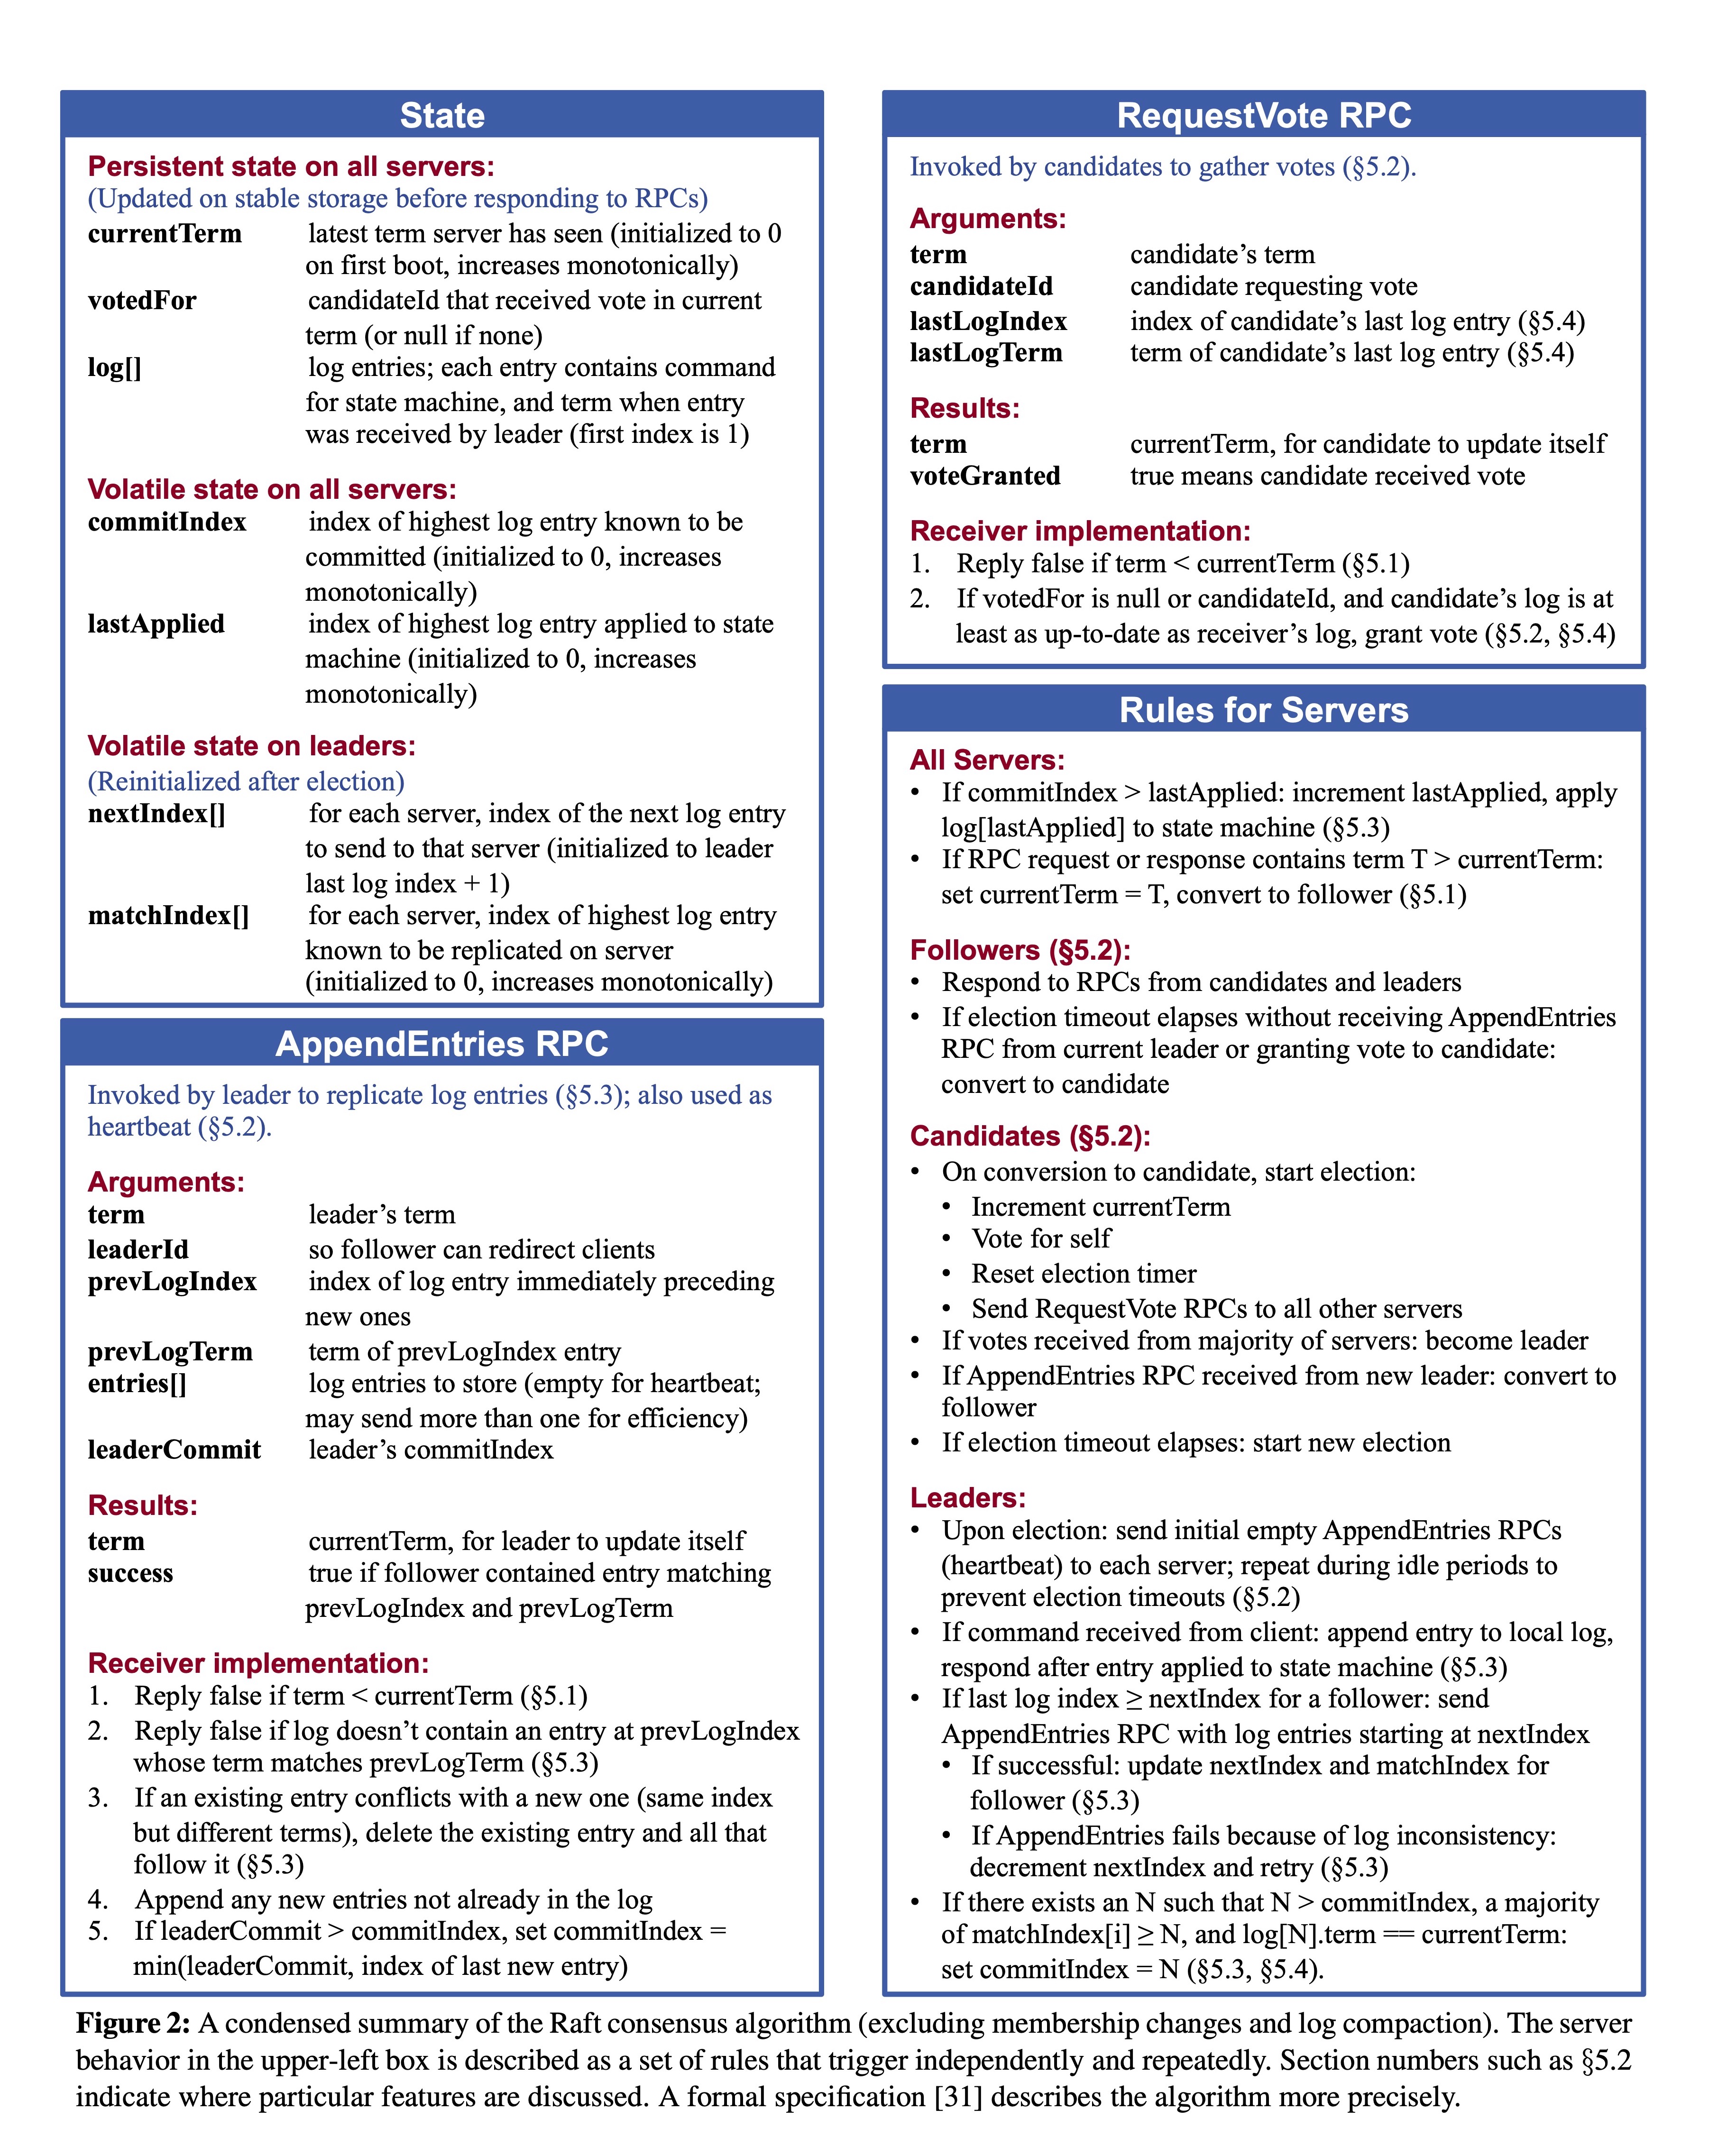 State
Persistent state on all servers:
(Updated on stable storage before responding to RPCs)
currentTerm latest term server has seen (initialized to 0
on first boot, increases monotonically)
votedFor candidateId that received vote in current
term (or null if none)
log[] log entries; each entry contains command
for state machine, and term when entry
was received by leader (first index is 1)
Volatile state on all servers:
commitIndex index of highest log entry known to be
committed (initialized to 0, increases
monotonically)
lastApplied index of highest log entry applied to state
machine (initialized to 0, increases
monotonically)
Volatile state on leaders:
(Reinitialized after election)
nextIndex[] for each server, index of the next log entry
to send to that server (initialized to leader
last log index + 1)
matchIndex[] for each server, index of highest log entry
known to be replicated on server
(initialized to 0, increases monotonically)
AppendEntries RPC
Invoked by leader to replicate log entries (§5.3); also used as
heartbeat (§5.2).
Arguments:
term leader’s term
leaderId so follower can redirect clients
prevLogIndex index of log entry immediately preceding
new ones
prevLogTerm term of prevLogIndex entry
entries[] log entries to store (empty for heartbeat;
may send more than one for efficiency)
leaderCommit leader’s commitIndex
Results:
term currentTerm, for leader to update itself
success true if follower contained entry matching
prevLogIndex and prevLogTerm
Receiver implementation:
1. Reply false if term < currentTerm (§5.1)
2. Reply false if log doesn’t contain an entry at prevLogIndex
whose term matches prevLogTerm (§5.3)
3. If an existing entry conflicts with a new one (same index
but different terms), delete the existing entry and all that
follow it (§5.3)
4. Append any new entries not already in the log
5. If leaderCommit > commitIndex, set commitIndex =
min(leaderCommit, index of last new entry)
RequestVote RPC
Invoked by candidates to gather votes (§5.2).
Arguments:
term candidate’s term
candidateId candidate requesting vote
lastLogIndex index of candidate’s last log entry (§5.4)
lastLogTerm term of candidate’s last log entry (§5.4)
Results:
term currentTerm, for candidate to update itself
voteGranted true means candidate received vote
Receiver implementation:
1. Reply false if term < currentTerm (§5.1)
2. If votedFor is null or candidateId, and candidate’s log is at
least as up-to-date as receiver’s log, grant vote (§5.2, §5.4)
Rules for Servers
All Servers:
• If commitIndex > lastApplied: increment lastApplied, apply
log[lastApplied] to state machine (§5.3)
• If RPC request or response contains term T > currentTerm:
set currentTerm = T, convert to follower (§5.1)
Followers (§5.2):
• Respond to RPCs from candidates and leaders
• If election timeout elapses without receiving AppendEntries
RPC from current leader or granting vote to candidate:
convert to candidate
Candidates (§5.2):
• On conversion to candidate, start election:
• Increment currentTerm
• Vote for self
• Reset election timer
• Send RequestVote RPCs to all other servers
• If votes received from majority of servers: become leader
• If AppendEntries RPC received from new leader: convert to
follower
• If election timeout elapses: start new election
Leaders:
• Upon election: send initial empty AppendEntries RPCs
(heartbeat) to each server; repeat during idle periods to
prevent election timeouts (§5.2)
• If command received from client: append entry to local log,
respond after entry applied to state machine (§5.3)
• If last log index ≥ nextIndex for a follower: send
AppendEntries RPC with log entries starting at nextIndex
• If successful: update nextIndex and matchIndex for
follower (§5.3)
• If AppendEntries fails because of log inconsistency:
decrement nextIndex and retry (§5.3)
• If there exists an N such that N > commitIndex, a majority
of matchIndex[i] ≥ N, and log[N].term == currentTerm:
set commitIndex = N (§5.3, §5.4).
Figure 2: A condensed summary of the Raft consensus algorithm (excluding membership changes and log compaction). The server
behavior in the upper-left box is described as a set of rules that trigger independently and repeatedly. Section numbers such as §5.2
indicate where particular features are discussed. A formal specification [31] describes the algorithm more precisely.